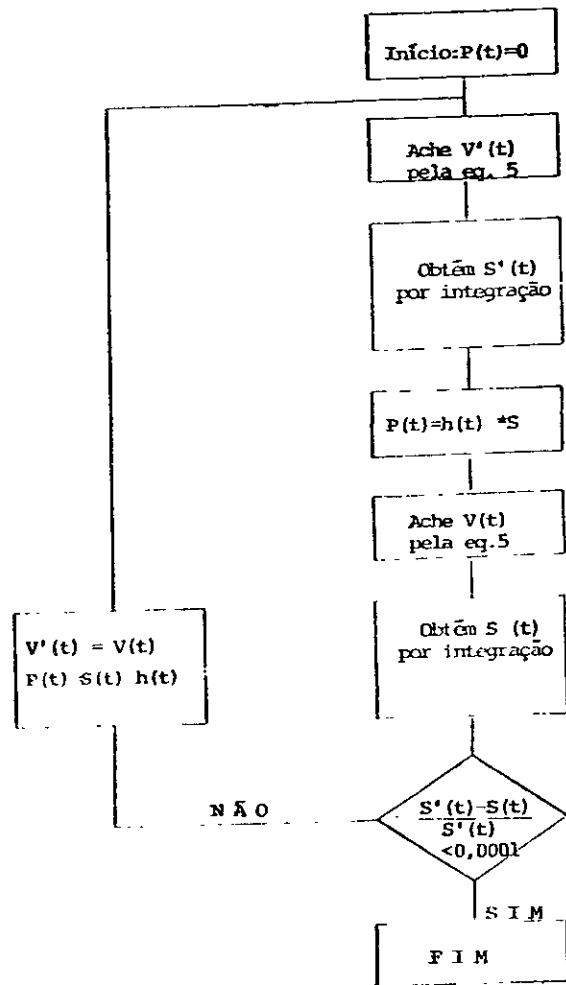 Início:P(t)=0
Ache V'(t)
pela eq. 5
Obtém S'(t)
por integração
P(t)=h(t) *S
Ache V(t)
pela eq.5
Obtém S (t)
por integração
V'(t) = V(t)
P(t) S(t) h(t)
S'(t)-S(t)
S'(t)
<0,0001
N Ã O
S I M
F I M